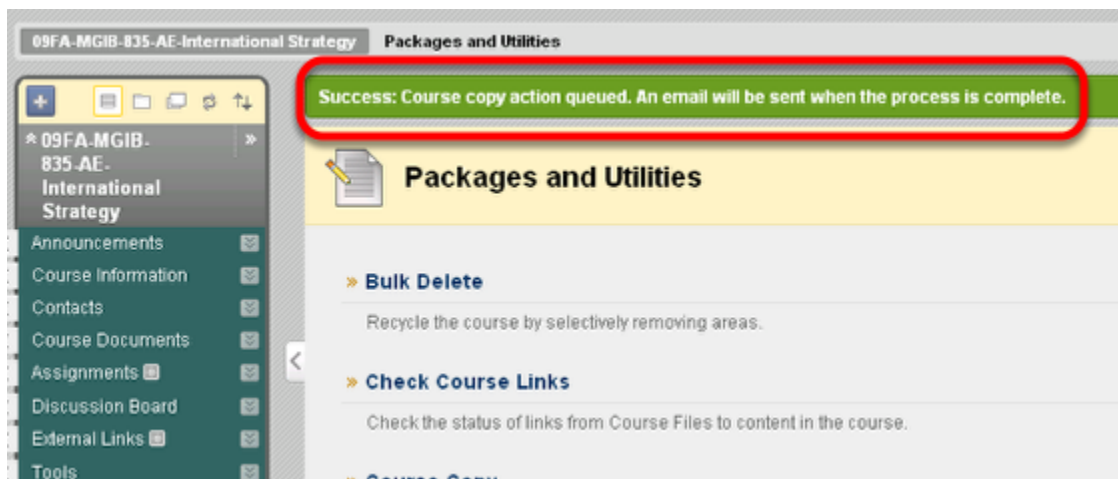 09FA-MGIB-835-AE-International Strategy Packages and Utilities
Success: Course copy action queued. An email will be sent when the process is complete.
09FA-MGIB-
835-AE-
International
Strategy
Announcements
Course Information
Contacts
Course Documents
Assignments
Discussion Board
External Links
Tools
Packages and Utilities
Bulk Delete
Recycle the course by selectively removing areas.
Check Course Links
Check the status of links from Course Files to content in the course.
Course Copy